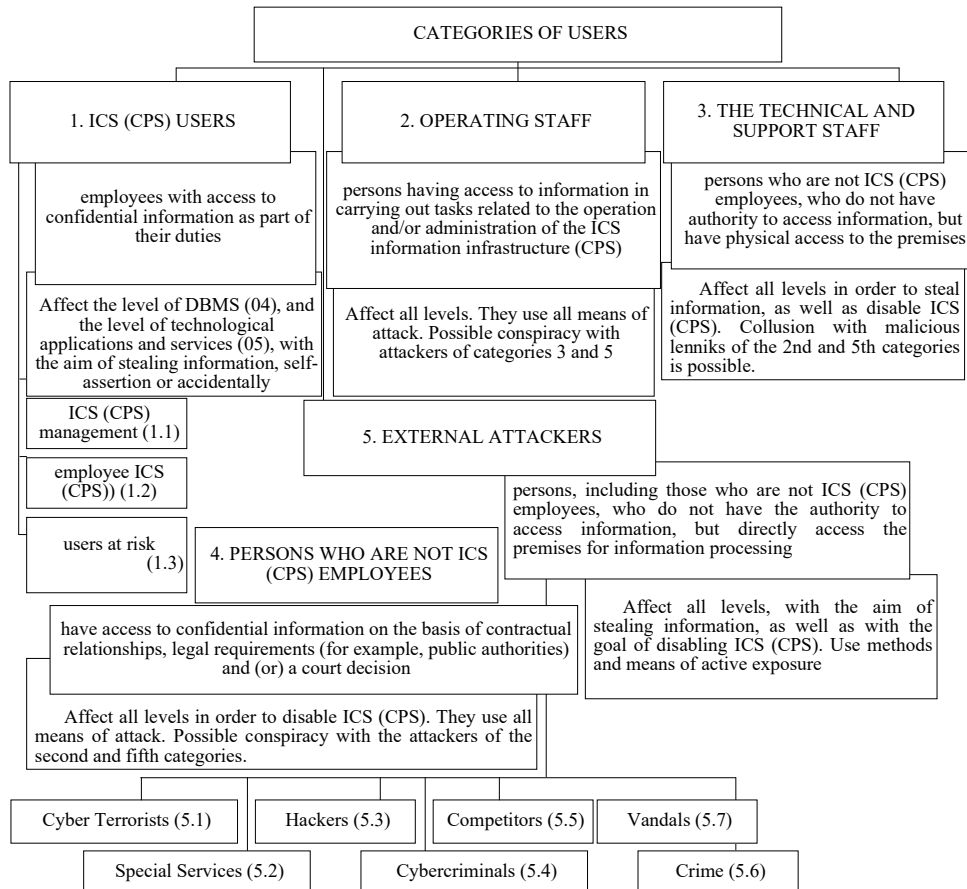 CATEGORIES OF USERS
1. ICS (CPS) USERS
employees with access to
confidential information as part of
their duties
Affect the level of DBMS (04), and
the level of technological
applications and services (05), with
the aim of stealing information, self-
assertion or accidentally
ICS (CPS)
management (1.1)
employee ICS
(CPS)) (1.2)
users at risk
(1.3)
2. OPERATING STAFF
persons having access to information in
carrying out tasks related to the operation
and/or administration of the ICS
information infrastructure (CPS)
Affect all levels. They use all means of
attack. Possible conspiracy with
attackers of categories 3 and 5
3. THE TECHNICAL AND
SUPPORT STAFF
persons who are not ICS (CPS)
employees, who do not have
authority to access information, but
have physical access to the premises
Affect all levels in order to steal
information, as well as disable ICS
(CPS). Collusion with malicious
lenniks of the 2nd and 5th categories
is possible.
5. EXTERNAL ATTACKERS
persons, including those who are not ICS (CPS)
employees, who do not have the authority to
access information, but directly access the
premises for information processing
Affect all levels, with the aim of
stealing information, as well as with the
goal of disabling ICS (CPS). Use methods
and means of active exposure
4. PERSONS WHO ARE NOT ICS
(CPS) EMPLOYEES
have access to confidential information on the basis of contractual
relationships, legal requirements (for example, public authorities)
and (or) a court decision
Affect all levels in order to disable ICS (CPS). They use all
means of attack. Possible conspiracy with the attackers of the
second and fifth categories.
Cyber Terrorists (5.1)
Hackers (5.3)
Competitors (5.5)
Vandals (5.7)
Special Services (5.2)
Cybercriminals (5.4)
Crime (5.6)